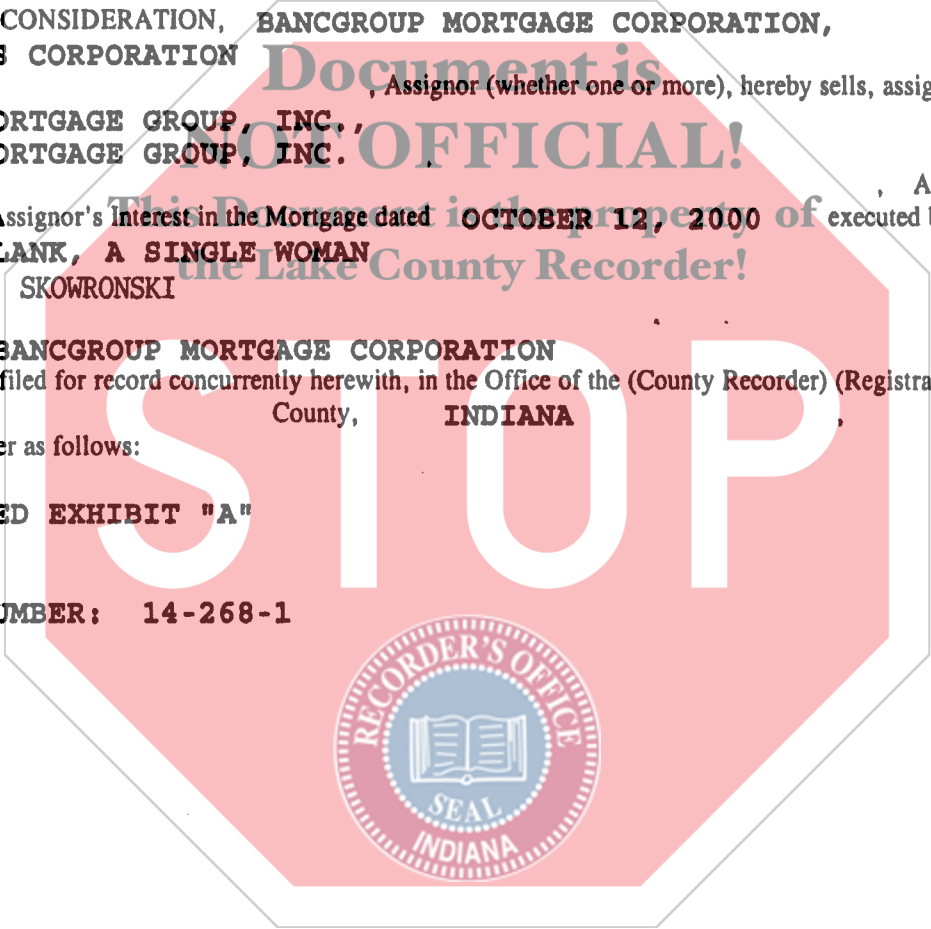 CONSIDERATION, BANCGROUP MORTGAGE CORPORATION,
S CORPORATION
Document is
, Assignor (whether one or more), hereby sells, assig
ORTGAGE GROUP, INC.,
NOT OFFICIAL!
ORTGAGE GROUP, INC.
, A
This Document is the property of
Assignor's Interest in the Mortgage dated OCTOBER 12, 2000 executed
LANK, A SINGLE WOMAN
the Lake County Recorder!
SKOWRONSKI
BANCGROUP MORTGAGE CORPORATION
filed for record concurrently herewith, in the Office of the (County Recorder) (Registra
County, INDIANA ,
er as follows:
STOP
ED EXHIBIT "A"
UMBER: 14-268-1
RECORDER'S OFFICE
SEAL
INDIANA